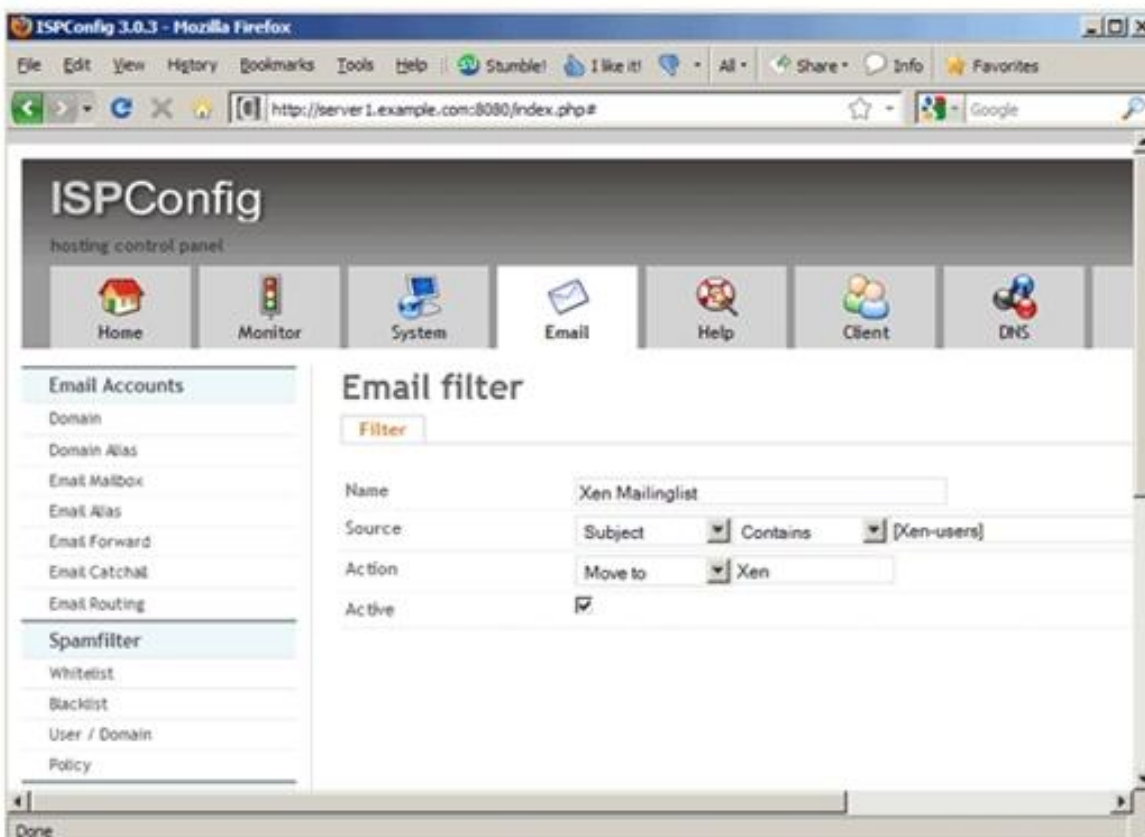 ISPConfig 3.0.3 - Mozilla Firefox
File Edit View History Bookmarks Tools Help Stumble! I like it! All Share Info Favorites
http://server1.example.com:8080/index.php# Google
ISPConfig
hosting control panel
Home Monitor System Email Help Client DNS
Email Accounts
Domain
Domain Alias
Email Mailbox
Email Alias
Email Forward
Email Catchall
Email Routing
Spamfilter
Whitelist
Blacklist
User / Domain
Policy
Email filter
Filter
Name Xen Mailinglist
Source Subject Contains [Xen-users]
Action Move to Xen
Active
Done